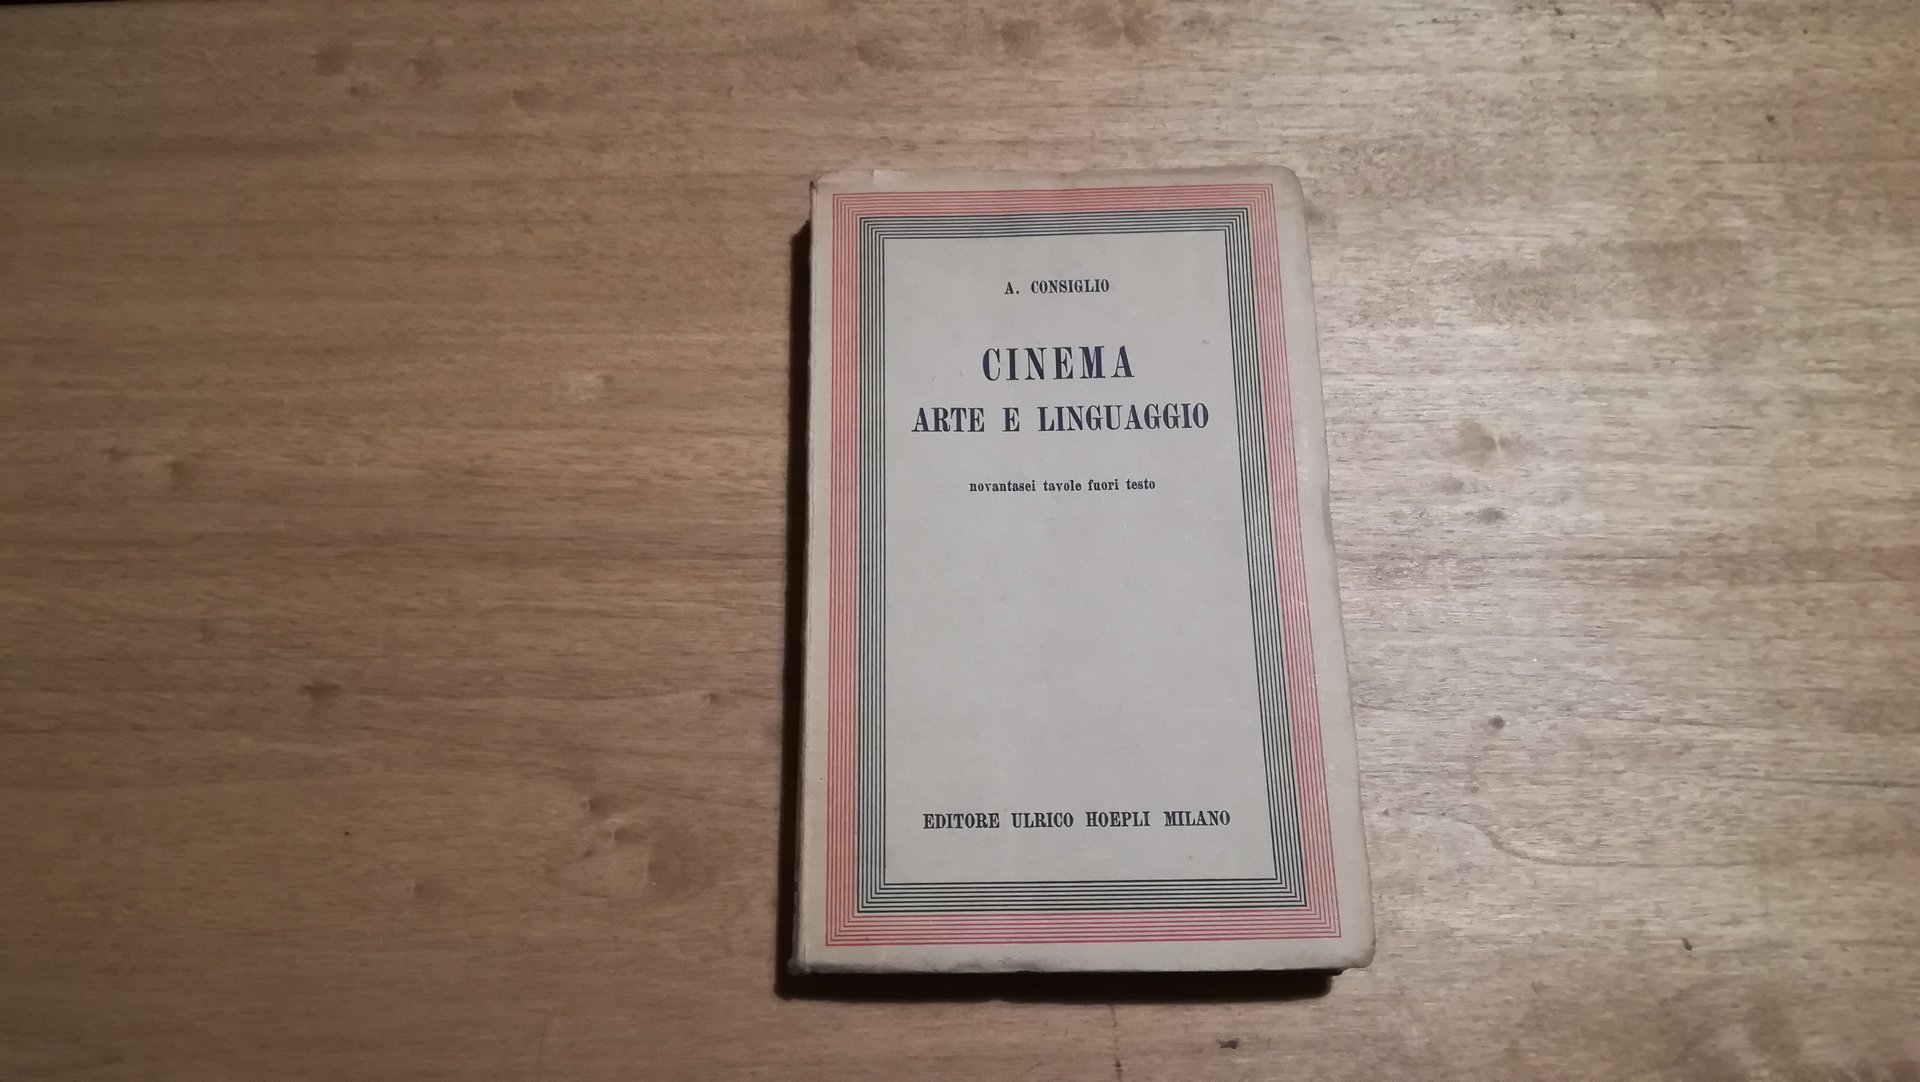 A. CONSIGLIO
CINEMA
ARTE E LINGUAGGIO
novantasei tavole fuori testo
EDITORE ULRICO HOEPLI MILANO